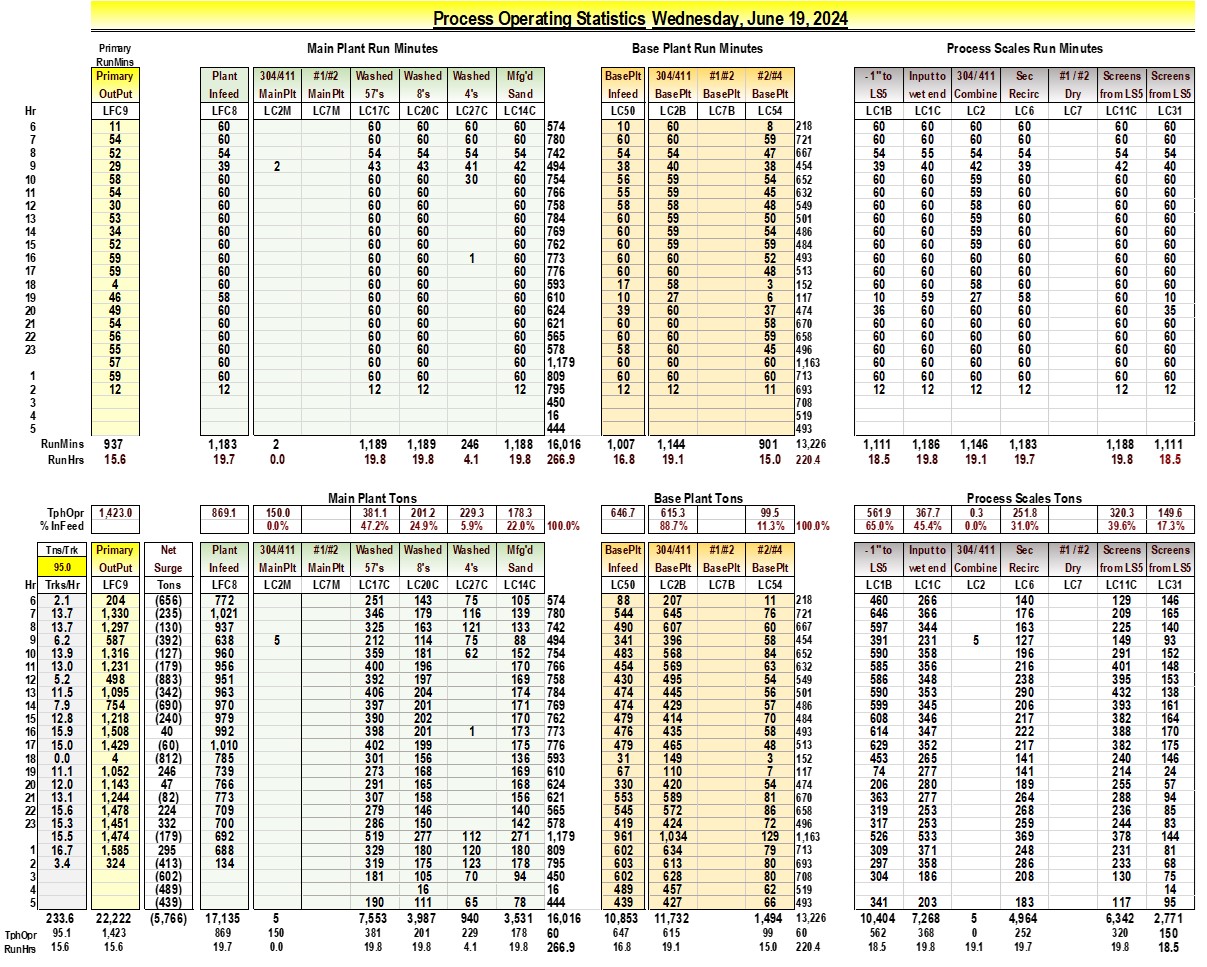 Process Operating Statistics Wednesday, June 19, 2024
Primary Main Plant Run Minutes Base Plant Run Minutes Process Scales Run Minutes
RunMins
Primary Plant 304/411 #1/#2 Washed Washed Washed Mfg'd BasePlt 304/411 #1/#2 #2/#4 - 1" to Input to 304/ 411 Sec #1 / #2 Screens Screens
OutPut Infeed MainPlt MainPlt 57's 8's 4's Sand Infeed BasePlt BasePlt BasePlt LS5 wet end Combine Recirc Dry from LS5 from LS5
Hr LFC9 LFC8 LC2M LC7M LC17C LC20C LC27C LC14C LC50 LC2B LC7B LC54 LC1B LC1C LC2 LC6 LC7 LC11C LC31
6 11 60 60 60 60 60 574 10 60 8 218 60 60 60 60 60 60
7 54 60 60 60 60 60 780 60 60 59 721 60 60 60 60 60 60
8 52 54 54 54 54 54 742 54 54 47 667 54 55 54 54 54 54
9 29 39 2 43 43 41 42 494 38 40 38 454 39 40 42 39 42 40
10 58 60 60 60 30 60 754 56 59 54 652 60 60 59 60 60 60
11 54 60 60 60 60 766 55 59 45 632 60 60 59 60 60 60
12 30 60 60 60 60 758 58 58 48 549 60 60 58 60 60 60
13 53 60 60 60 60 784 60 59 50 501 60 60 59 60 60 60
14 34 60 60 60 60 769 60 60 54 486 60 60 60 60 60 60
15 52 60 60 60 60 762 60 59 59 484 60 60 59 60 60 60
16 59 60 60 60 1 60 773 60 60 52 493 60 60 60 60 60 60
17 59 60 60 60 60 776 60 60 48 513 60 60 60 60 60 60
18 4 60 60 60 60 593 17 58 3 152 60 60 58 60 60 60
19 46 58 60 60 60 610 10 27 6 117 10 59 27 58 60 10
20 49 60 60 60 60 624 39 60 37 474 36 60 60 60 60 35
21 54 60 60 60 60 621 60 60 58 670 60 60 60 60 60 60
22 56 60 60 60 60 565 60 60 59 658 60 60 60 60 60 60
23 55 60 60 60 60 578 58 60 45 496 60 60 60 60 60 60
57 60 60 60 60 1,179 60 60 60 1,163 60 60 60 60 60 60
1 59 60 60 60 60 809 60 60 60 713 60 60 60 60 60 60
2 12 12 12 12 12 795 12 12 11 693 12 12 12 12 12 12
3 450 708
4 16 519
5 444 493
RunMins 937 1,183 2 1,189 1,189 246 1,188 16,016 1,007 1,144 901 13,226 1,111 1,186 1,146 1,183 1,188 1,111
RunHrs 15.6 19.7 0.0 19.8 19.8 4.1 19.8 266.9 16.8 19.1 15.0 220.4 18.5 19.8 19.1 19.7 19.8 18.5
Main Plant Tons Base Plant Tons Process Scales Tons
TphOpr 1,423.0 869.1 150.0 381.1 201.2 229.3 178.3 646.7 615.3 99.5 561.9 367.7 0.3 251.8 320.3 149.6
% InFeed 0.0% 47.2% 24.9% 5.9% 22.0% 100.0% 88.7% 11.3% 100.0% 65.0% 45.4% 0.0% 31.0% 39.6% 17.3%
Tns/Trk Primary Net Plant 304/411 #1/#2 Washed Washed Washed Mfg'd BasePlt 304/411 #1/#2 #2/#4 - 1" to Input to 304/ 411 Sec #1 / #2 Screens Screens
95.0 OutPut Surge Infeed MainPlt MainPlt 57's 8's 4's Sand Infeed BasePlt BasePlt BasePlt LS5 wet end Combine Recirc Dry from LS5 from LS5
Hr Trks/Hr LFC9 Tons LFC8 LC2M LC7M LC17C LC20C LC27C LC14C LC50 LC2B LC7B LC54 LC1B LC1C LC2 LC6 LC7 LC11C LC31
6 2.1 204 (656) 772 251 143 75 105 574 88 207 11 218 460 266 140 129 146
7 13.7 1,330 (235) 1,021 346 179 116 139 780 544 645 76 721 646 366 176 209 165
8 13.7 1,297 (130) 937 325 163 121 133 742 490 607 60 667 597 344 163 225 140
9 6.2 587 (392) 638 5 212 114 75 88 494 341 396 58 454 391 231 5 127 149 93
10 13.9 1,316 (127) 960 359 181 62 152 754 483 568 84 652 590 358 196 291 152
11 13.0 1,231 (179) 956 400 196 170 766 454 569 63 632 585 356 216 401 148
12 5.2 498 (883) 951 392 197 169 758 430 495 54 549 586 348 238 395 153
13 11.5 1,095 (342) 963 406 204 174 784 474 445 56 501 590 353 290 432 138
14 7.9 754 (690) 970 397 201 171 769 474 429 57 486 599 345 206 393 161
15 12.8 1,218 (240) 979 390 202 170 762 479 414 70 484 608 346 217 382 164
16 15.9 1,508 40 992 398 201 1 173 773 476 435 58 493 614 347 222 388 170
17 15.0 1,429 (60) 1,010 402 199 175 776 479 465 48 513 629 352 217 382 175
18 0.0 4 (812) 785 301 156 136 593 31 149 3 152 453 265 141 240 146
19 11.1 1,052 246 739 273 168 169 610 67 110 7 117 74 277 141 214 24
20 12.0 1,143 47 766 291 165 168 624 330 420 54 474 206 280 189 255 57
21 13.1 1,244 (82) 773 307 158 156 621 553 589 81 670 363 277 264 288 94
22 15.6 1,478 224 709 279 146 140 565 545 572 86 658 319 253 268 236 85
23 15.3 1,451 332 700 286 150 142 578 419 424 72 496 317 253 259 244 83
15.5 1,474 (179) 692 519 277 112 271 1,179 961 1,034 129 1,163 526 533 369 378 144
1 16.7 1,585 295 688 329 180 120 180 809 602 634 79 713 309 371 248 231 81
2 3.4 324 (413) 134 319 175 123 178 795 603 613 80 693 297 358 286 233 68
3 (602) 181 105 70 94 450 602 628 80 708 304 186 208 130 75
4 (489) 16 16 489 457 62 519 14
5 (439) 190 111 65 78 444 439 427 66 493 341 203 183 117 95
233.6 22,222 (5,766) 17,135 5 7,553 3,987 940 3,531 16,016 10,853 11,732 1,494 13,226 10,404 7,268 5 4,964 6,342 2,771
TphOpr 95.1 1,423 869 150 381 201 229 178 60 647 615 99 60 562 368 0 252 320 150
RunHrs 15.6 15.6 19.7 0.0 19.8 19.8 4.1 19.8 266.9 16.8 19.1 15.0 220.4 18.5 19.8 19.1 19.7 19.8 18.5